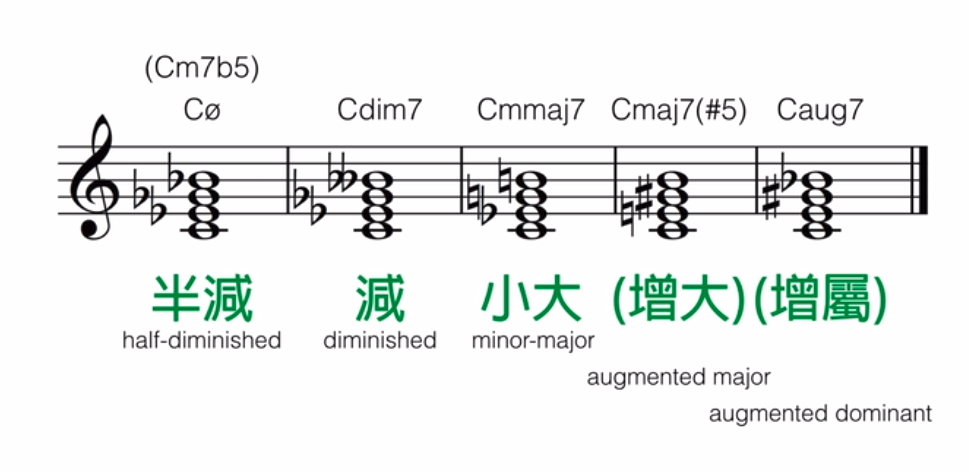 (Cm7b5)
Cø Cdim7 Cmmaj7 Cmaj7(#5) Caug7
半減 減 小大 (增大) (增屬)
half-diminished diminished minor-major
augmented major
augmented dominant